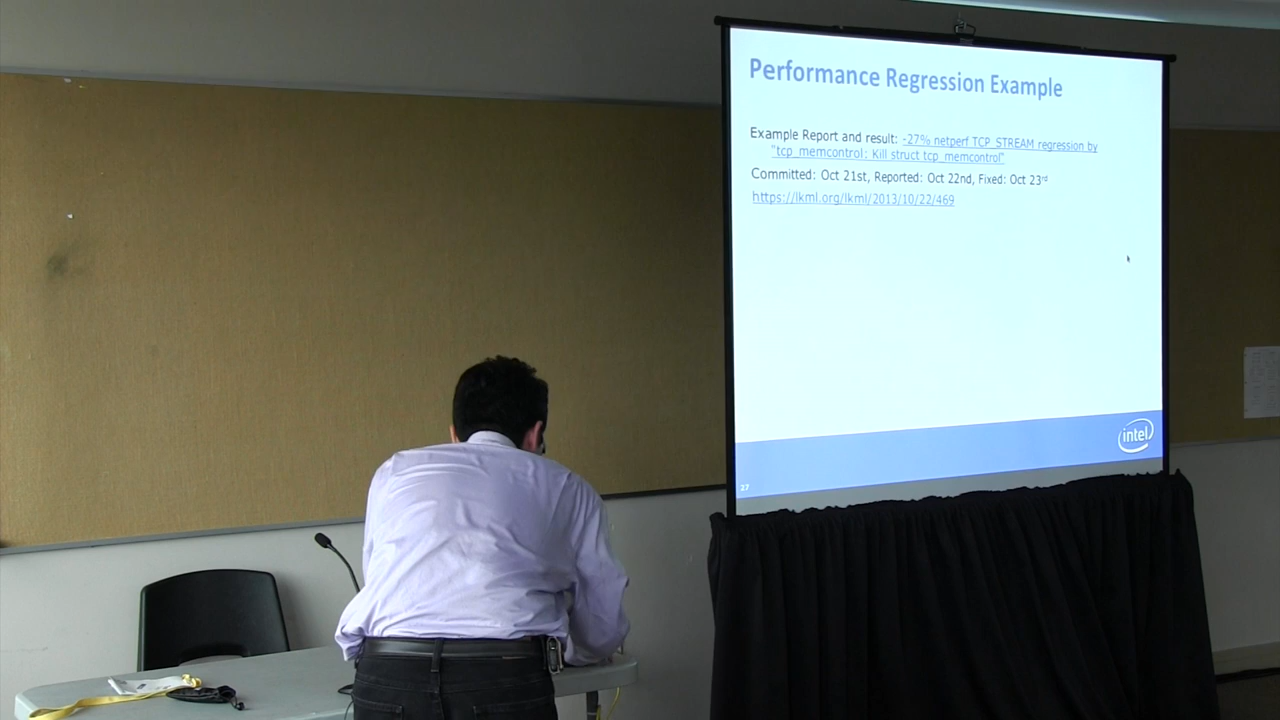 Performance Regression Example
Example Report and result: -27% netperf TCP_STREAM regression by
"tcp_memcontrol: Kill struct tcp_memcontrol"
Committed: Oct 21st, Reported: Oct 22nd, Fixed: Oct 23rd
https://lkml.org/lkml/2013/10/22/469
intel
27